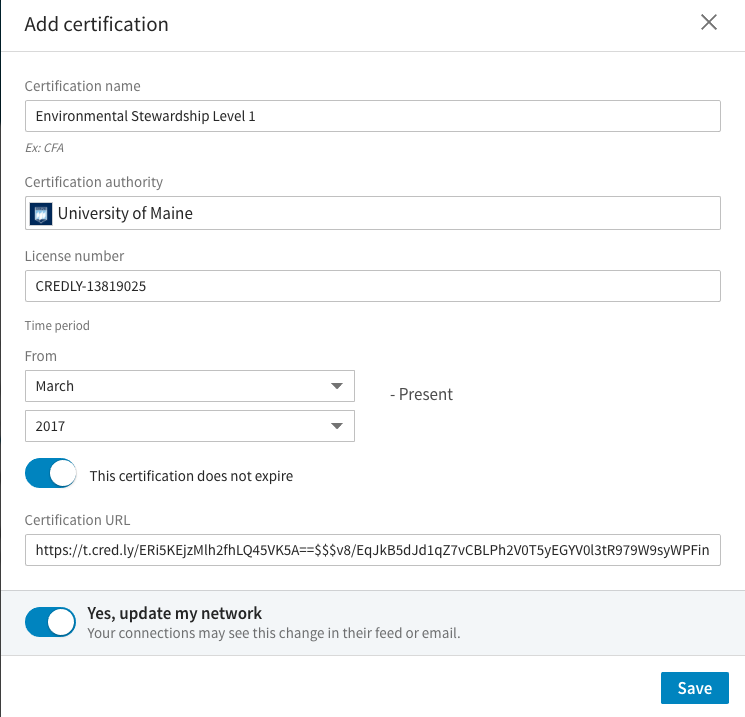 Add certification
Certification name
Environmental Stewardship Level 1
Ex: CFA
Certification authority
University of Maine
License number
CREDLY-13819025
Time period
From
March
- Present
2017
This certification does not expire
Certification URL
https://t.cred.ly/ERi5KEjzMlh2fhLQ45VK5A==$$$v8/EqJkB5dJd1qZ7vCBLPh2V0T5yEGYV0l3tR979W9syWPFin
Yes, update my network
Your connections may see this change in their feed or email.
Save